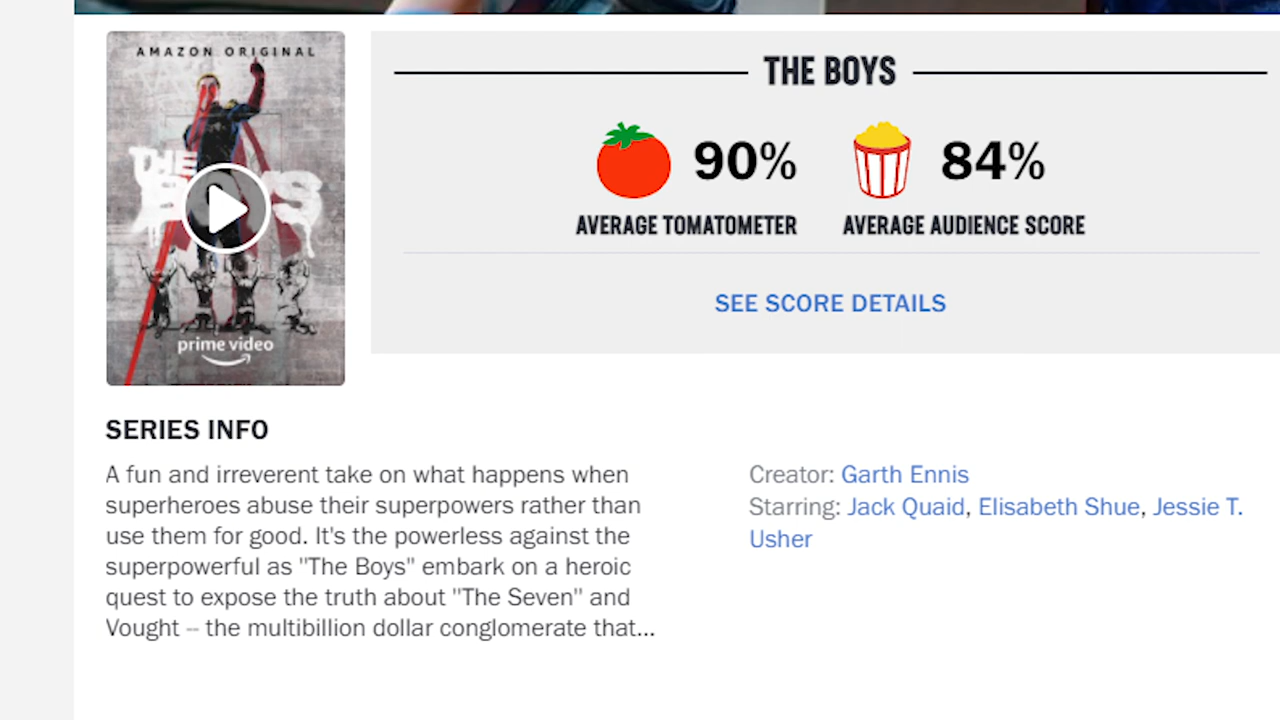 AMAZON ORIGINAL
THE
BOYS
prime video
THE BOYS
90% 84%
AVERAGE TOMATOMETER AVERAGE AUDIENCE SCORE
SEE SCORE DETAILS
SERIES INFO
A fun and irreverent take on what happens when
superheroes abuse their superpowers rather than
use them for good. It's the powerless against the
superpowerful as "The Boys" embark on a heroic
quest to expose the truth about "The Seven" and
Vought -- the multibillion dollar conglomerate that...
Creator: Garth Ennis
Starring: Jack Quaid, Elisabeth Shue, Jessie T.
Usher